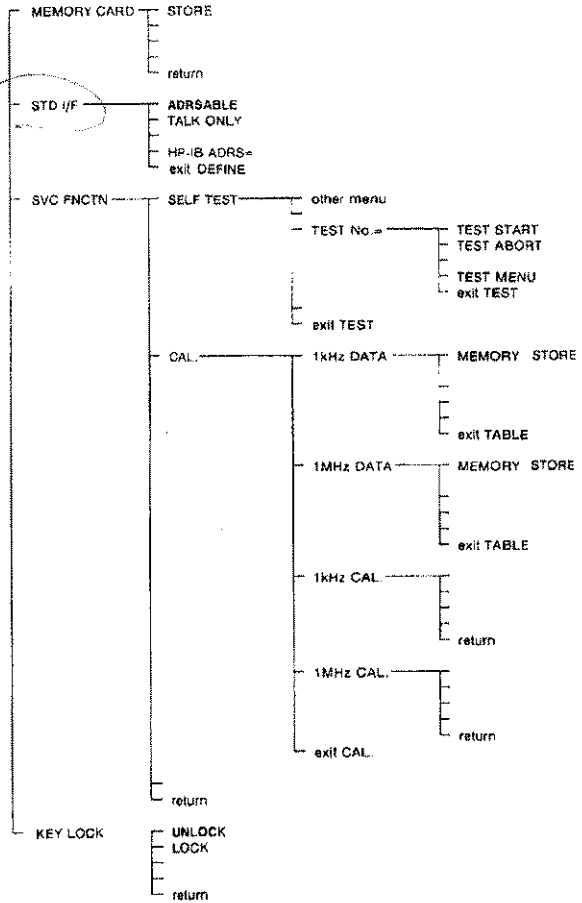 MEMORY CARD STORE
return
STD I/F ADRSABLE
TALK ONLY
HP-IB ADRS=
exit DEFINE
SVC FNCTN SELF TEST other menu
TEST No.= TEST START
TEST ABORT
TEST MENU
exit TEST
exit TEST
CAL. 1kHz DATA MEMORY STORE
exit TABLE
1MHz DATA MEMORY STORE
exit TABLE
1kHz CAL.
return
1MHz CAL.
return
exit CAL.
return
KEY LOCK UNLOCK
LOCK
return